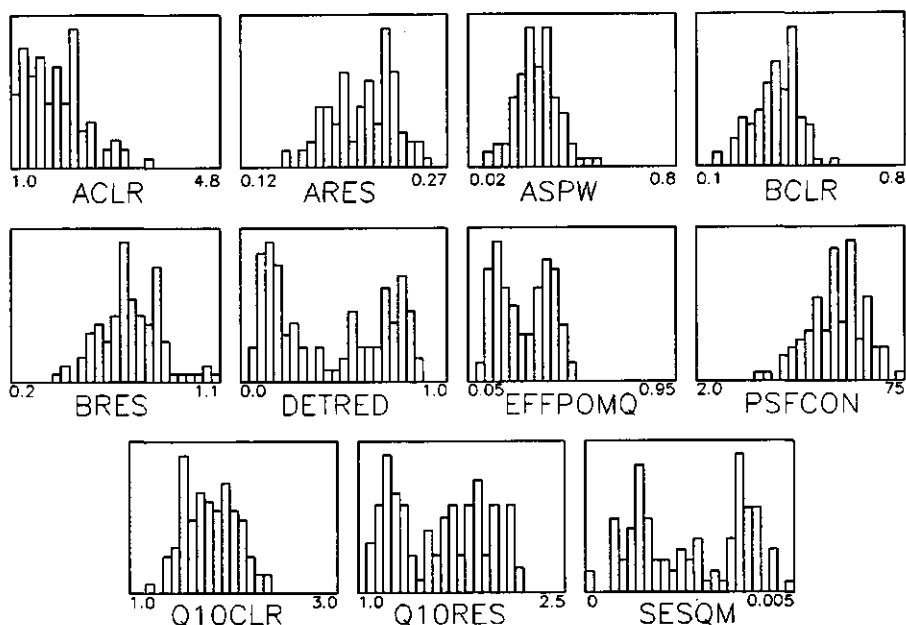 1.0 4.8
ACLR
0.12 0.27
ARES
0.02 0.8
ASPW
0.1 0.8
BCLR
0.2 1.1
BRES
0.0 1.0
DETRED
0.05 0.95
EFFPOMQ
2.0 75
PSFCON
1.0 3.0
Q10CLR
1.0 2.5
Q10RES
0 0.005
SESQM